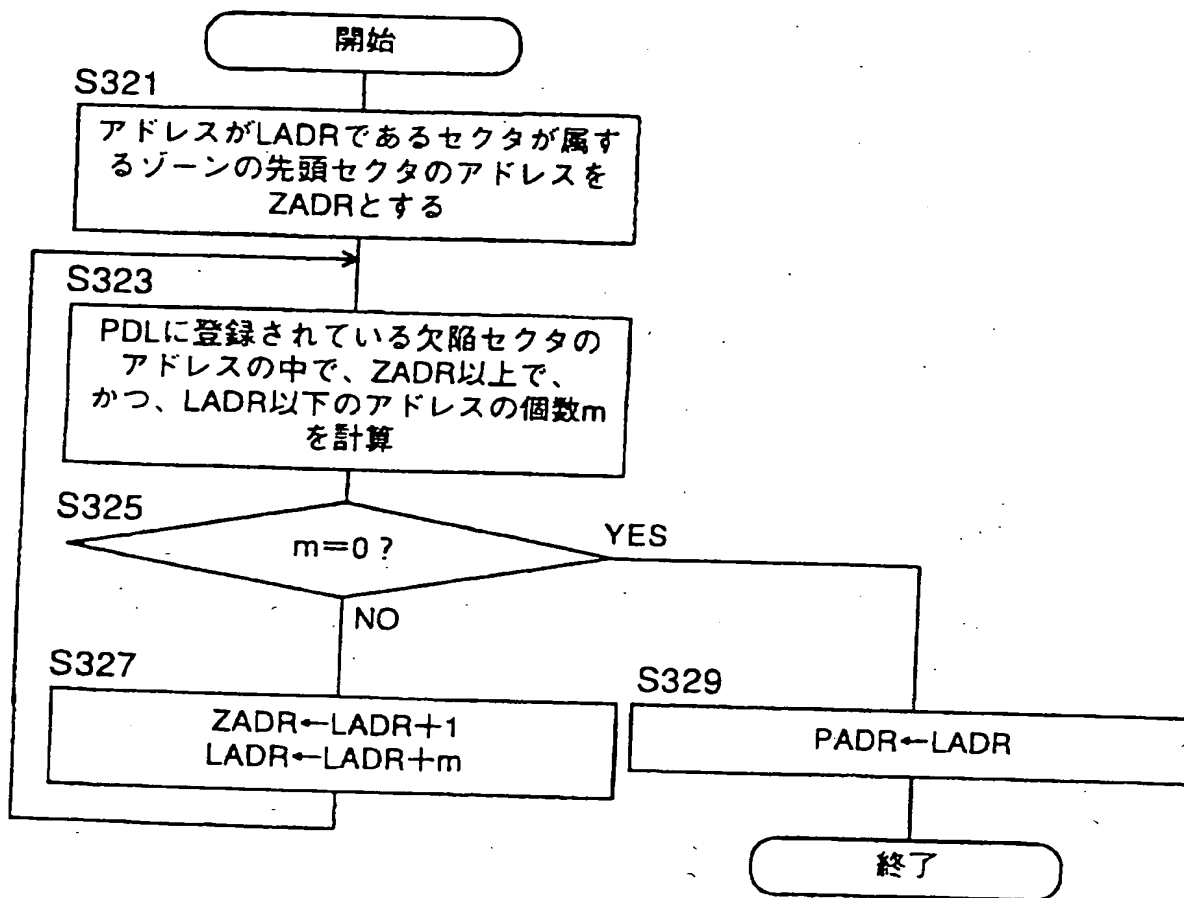 開始
S321
アドレスがLADRであるセクタが属す
るゾーンの先頭セクタのアドレスを
ZADRとする
S323
PDLに登録されている欠陥セクタの
アドレスの中で、ZADR以上で、
かつ、LADR以下のアドレスの個数m
を計算
S325
m=0?
YES
NO
S327
ZADR←LADR+1
LADR←LADR+m
S329
PADR←LADR
終了